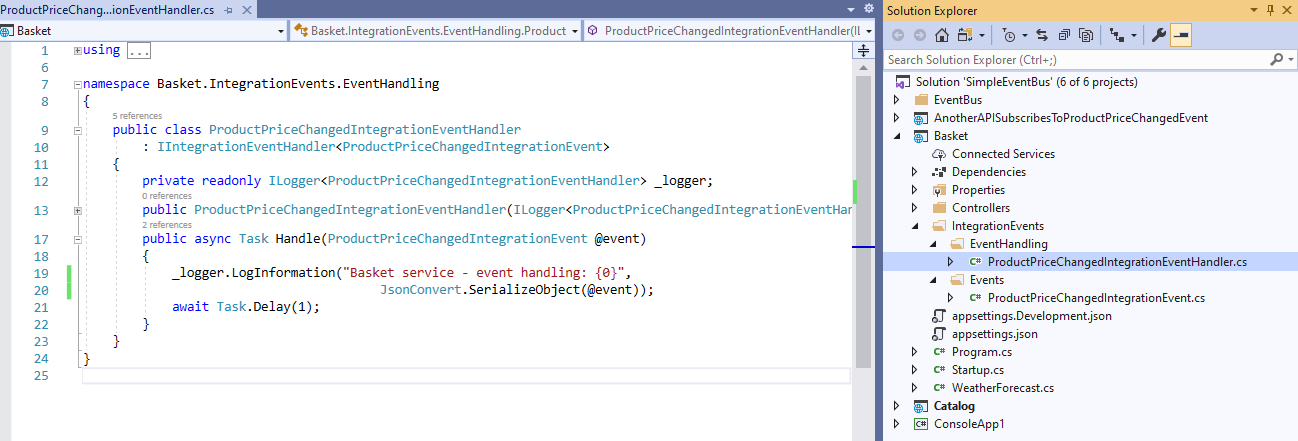 ProductPriceChang...ionEventHandler.cs
Basket
Basket.IntegrationEvents.EventHandling.Product
ProductPriceChangedIntegrationEventHandler(IL
1 using ...
6
7 namespace Basket.IntegrationEvents.EventHandling
8 {
5 references
9 public class ProductPriceChangedIntegrationEventHandler
10 : IIntegrationEventHandler<ProductPriceChangedIntegrationEvent>
11 {
12 private readonly ILogger<ProductPriceChangedIntegrationEventHandler> _logger;
0 references
13 public ProductPriceChangedIntegrationEventHandler(ILogger<ProductPriceChangedIntegrationEventHan
2 references
17 public async Task Handle(ProductPriceChangedIntegrationEvent @event)
18 {
19 _logger.LogInformation("Basket service - event handling: {0}",
20 JsonConvert.SerializeObject(@event));
21 await Task.Delay(1);
22 }
23 }
24 }
25
Solution Explorer
Search Solution Explorer (Ctrl+;)
Solution 'SimpleEventBus' (6 of 6 projects)
EventBus
AnotherAPISubscribesToProductPriceChangedEvent
Basket
Connected Services
Dependencies
Properties
Controllers
IntegrationEvents
EventHandling
C# ProductPriceChangedIntegrationEventHandler.cs
Events
C# ProductPriceChangedIntegrationEvent.cs
appsettings.Development.json
appsettings.json
C# Program.cs
C# Startup.cs
C# WeatherForecast.cs
Catalog
C# ConsoleApp1